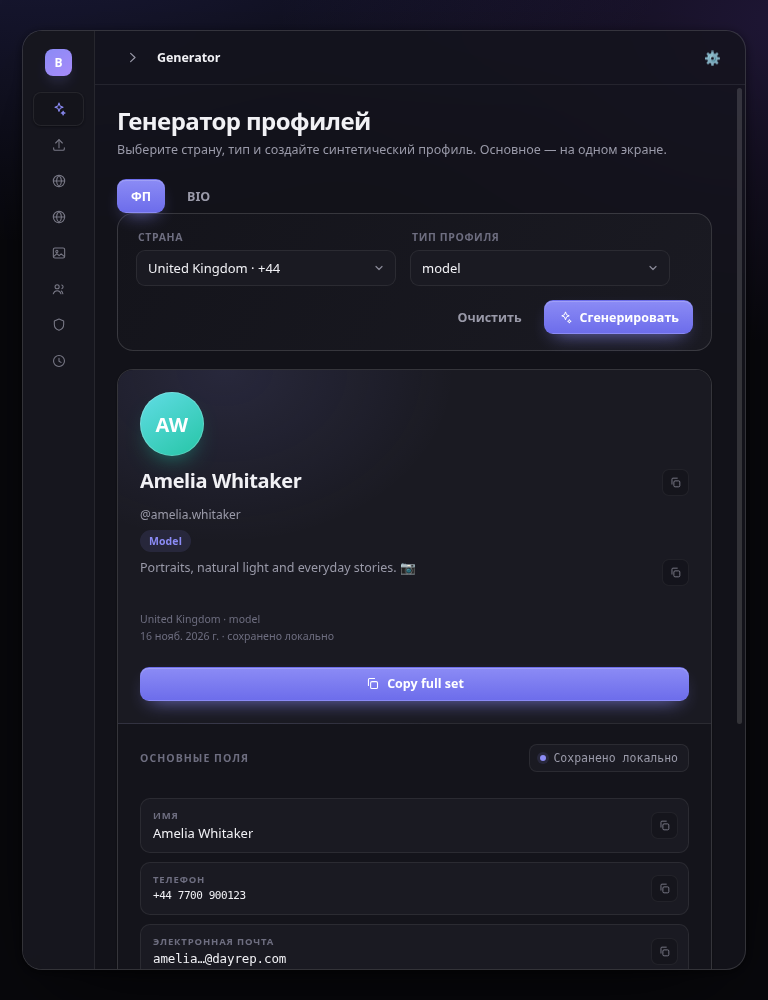 B
Generator
Генератор профилей
Выберите страну, тип и создайте синтетический профиль. Основное — на одном экране.
ФП
BIO
СТРАНА
ТИП ПРОФИЛЯ
United Kingdom · +44
model
Очистить
Сгенерировать
AW
Amelia Whitaker
@amelia.whitaker
Model
Portraits, natural light and everyday stories. 📷
United Kingdom · model
16 нояб. 2026 г. · сохранено локально
Copy full set
ОСНОВНЫЕ ПОЛЯ
Сохранено локально
ИМЯ
Amelia Whitaker
ТЕЛЕФОН
+44 7700 900123
ЭЛЕКТРОННАЯ ПОЧТА
amelia…@dayrep.com